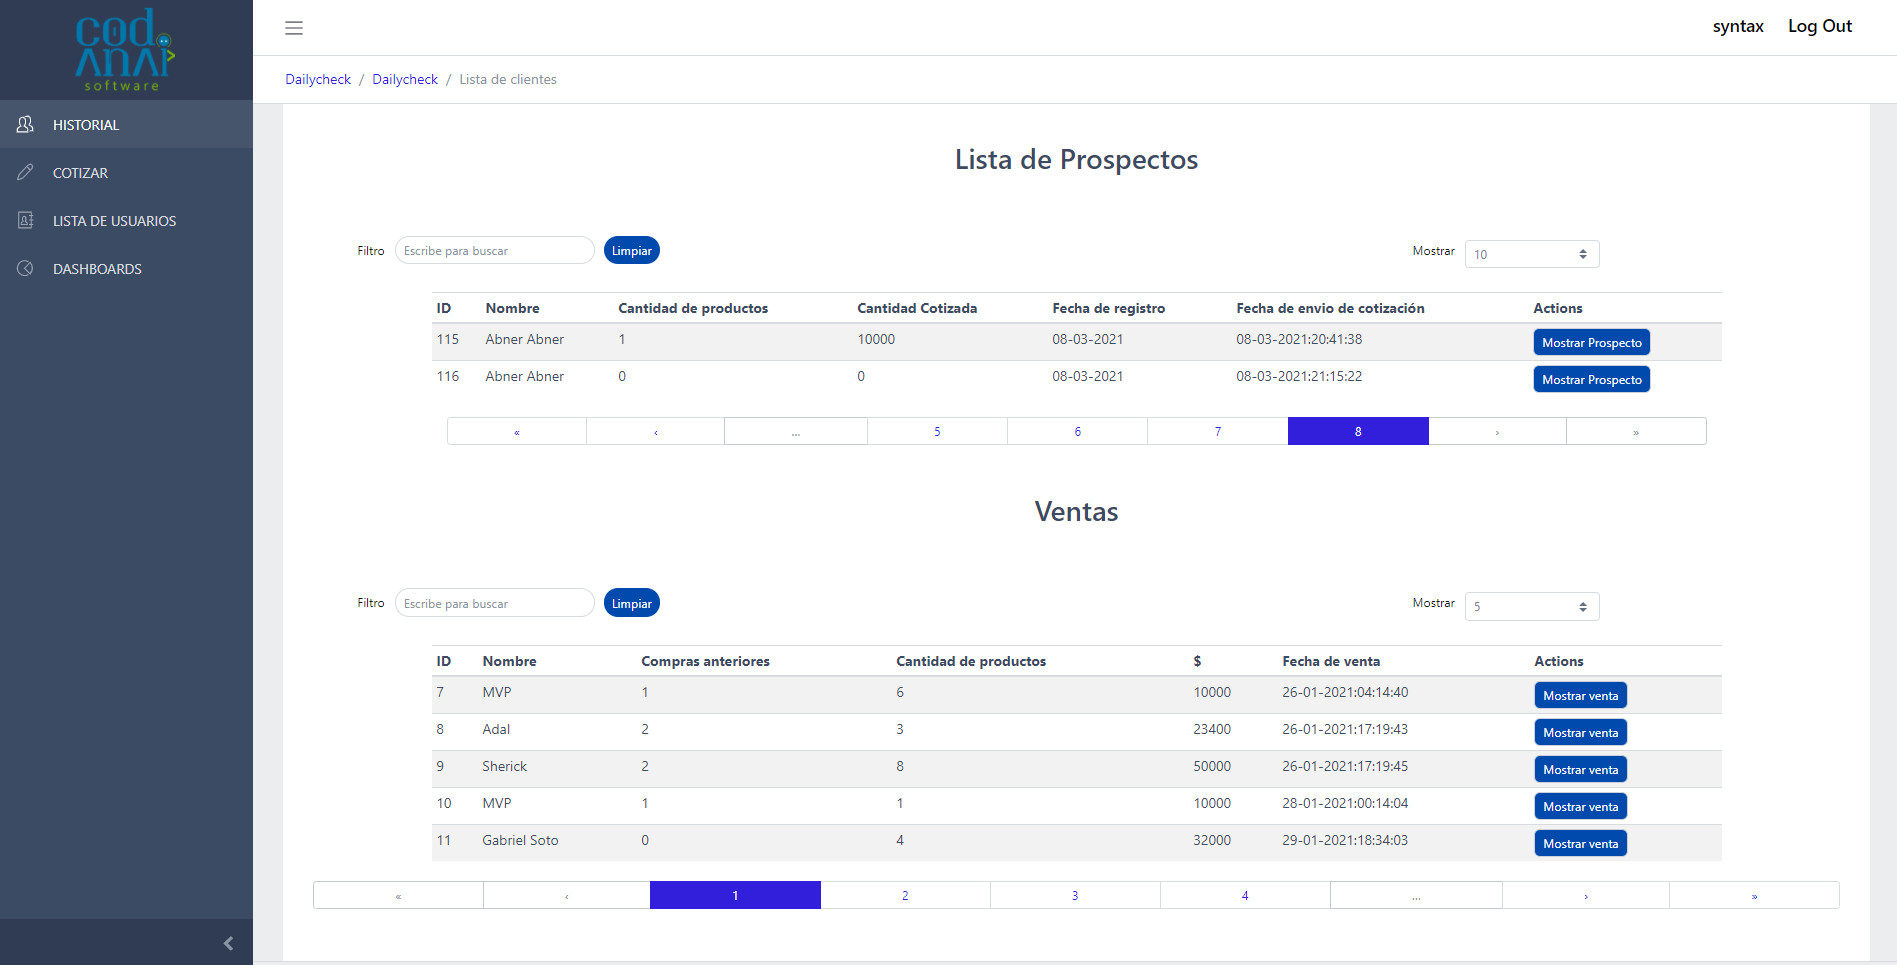 codi
anai
software
HISTORIAL
COTIZAR
LISTA DE USUARIOS
DASHBOARDS
syntax Log Out
Dailycheck / Dailycheck / Lista de clientes
Lista de Prospectos
Filtro Escribe para buscar Limpiar Mostrar 10
ID Nombre Cantidad de productos Cantidad Cotizada Fecha de registro Fecha de envio de cotización Actions
115 Abner Abner 1 10000 08-03-2021 08-03-2021:20:41:38 Mostrar Prospecto
116 Abner Abner 0 0 08-03-2021 08-03-2021:21:15:22 Mostrar Prospecto
« ‹ ... 5 6 7 8 › »
Ventas
Filtro Escribe para buscar Limpiar Mostrar 5
ID Nombre Compras anteriores Cantidad de productos $ Fecha de venta Actions
7 MVP 1 6 10000 26-01-2021:04:14:40 Mostrar venta
8 Adal 2 3 23400 26-01-2021:17:19:43 Mostrar venta
9 Sherick 2 8 50000 26-01-2021:17:19:45 Mostrar venta
10 MVP 1 1 10000 28-01-2021:00:14:04 Mostrar venta
11 Gabriel Soto 0 4 32000 29-01-2021:18:34:03 Mostrar venta
« ‹ 1 2 3 4 ... › »